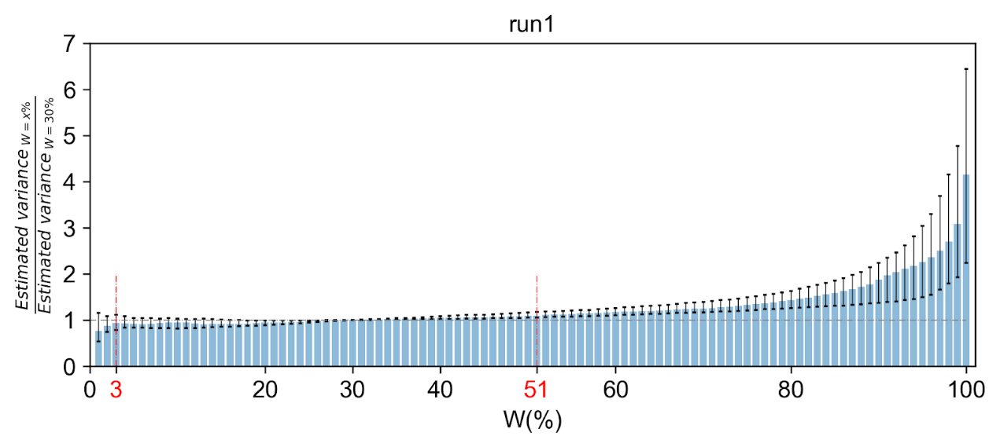 run1
7
6
5
4
3
2
1
0
Estimated variance W = x%
Estimated variance W = 30%
0 3 20 30 40 51 60 80 100
W(%)